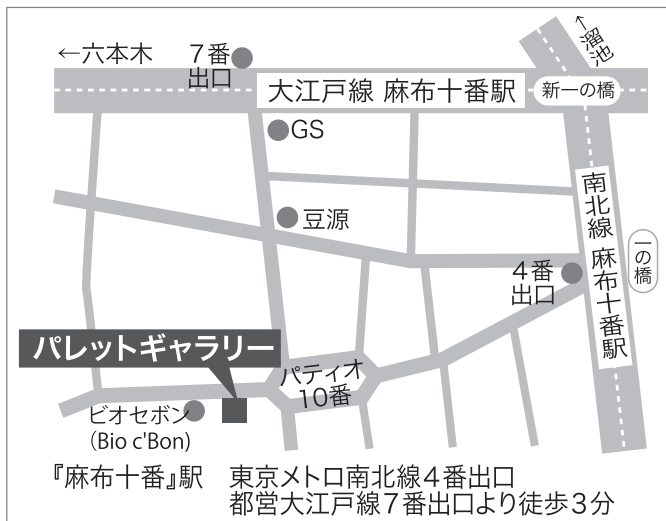 ←六本木
7番
出口
←溜池
大江戸線 麻布十番駅
新一の橋
GS
豆源
南北線 麻布十番駅
一の橋
4番
出口
パレットギャラリー
パティオ
10番
ビオセボン
(Bio c'Bon)
『麻布十番』駅 東京メトロ南北線4番出口
都営大江戸線7番出口より徒歩3分